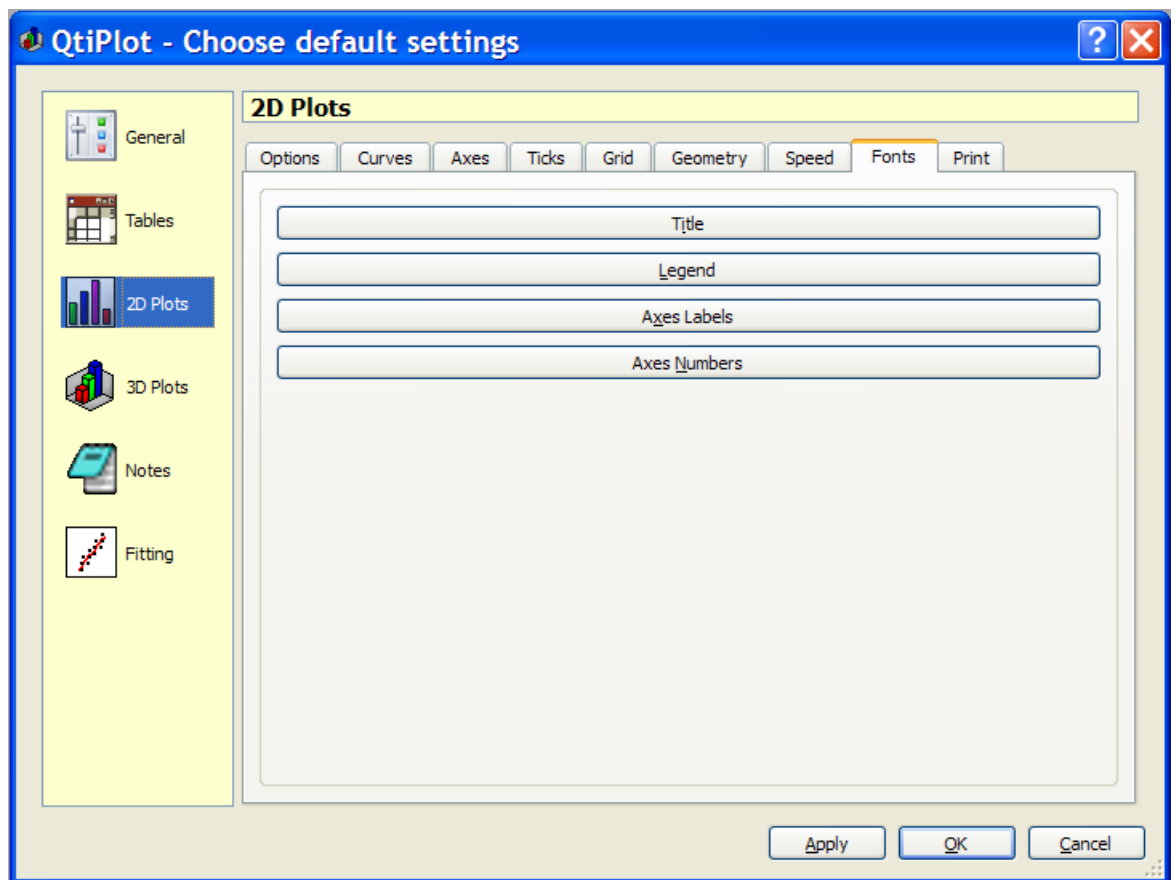 QtiPlot - Choose default settings
General
Tables
2D Plots
3D Plots
Notes
Fitting
2D Plots
Options Curves Axes Ticks Grid Geometry Speed Fonts Print
Title
Legend
Axes Labels
Axes Numbers
Apply OK Cancel